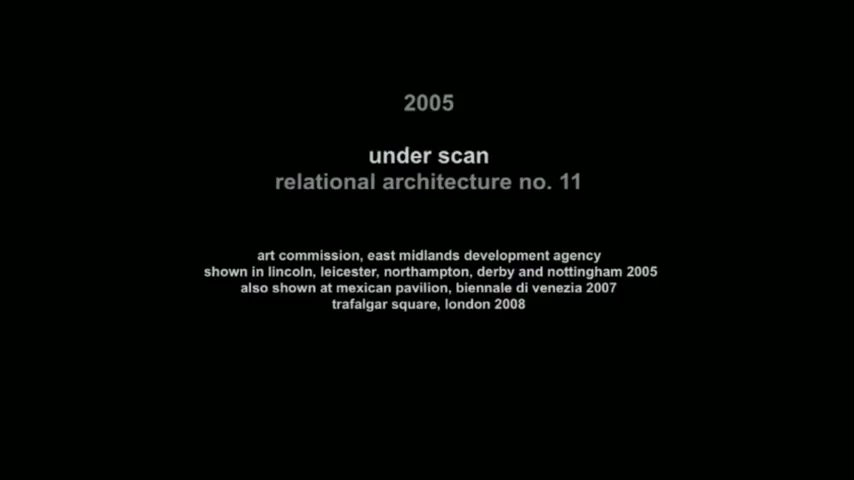 2005
under scan
relational architecture no. 11
art commission, east midlands development agency
shown in lincoln, leicester, northampton, derby and nottingham 2005
also shown at mexican pavilion, biennale di venezia 2007
trafalgar square, london 2008